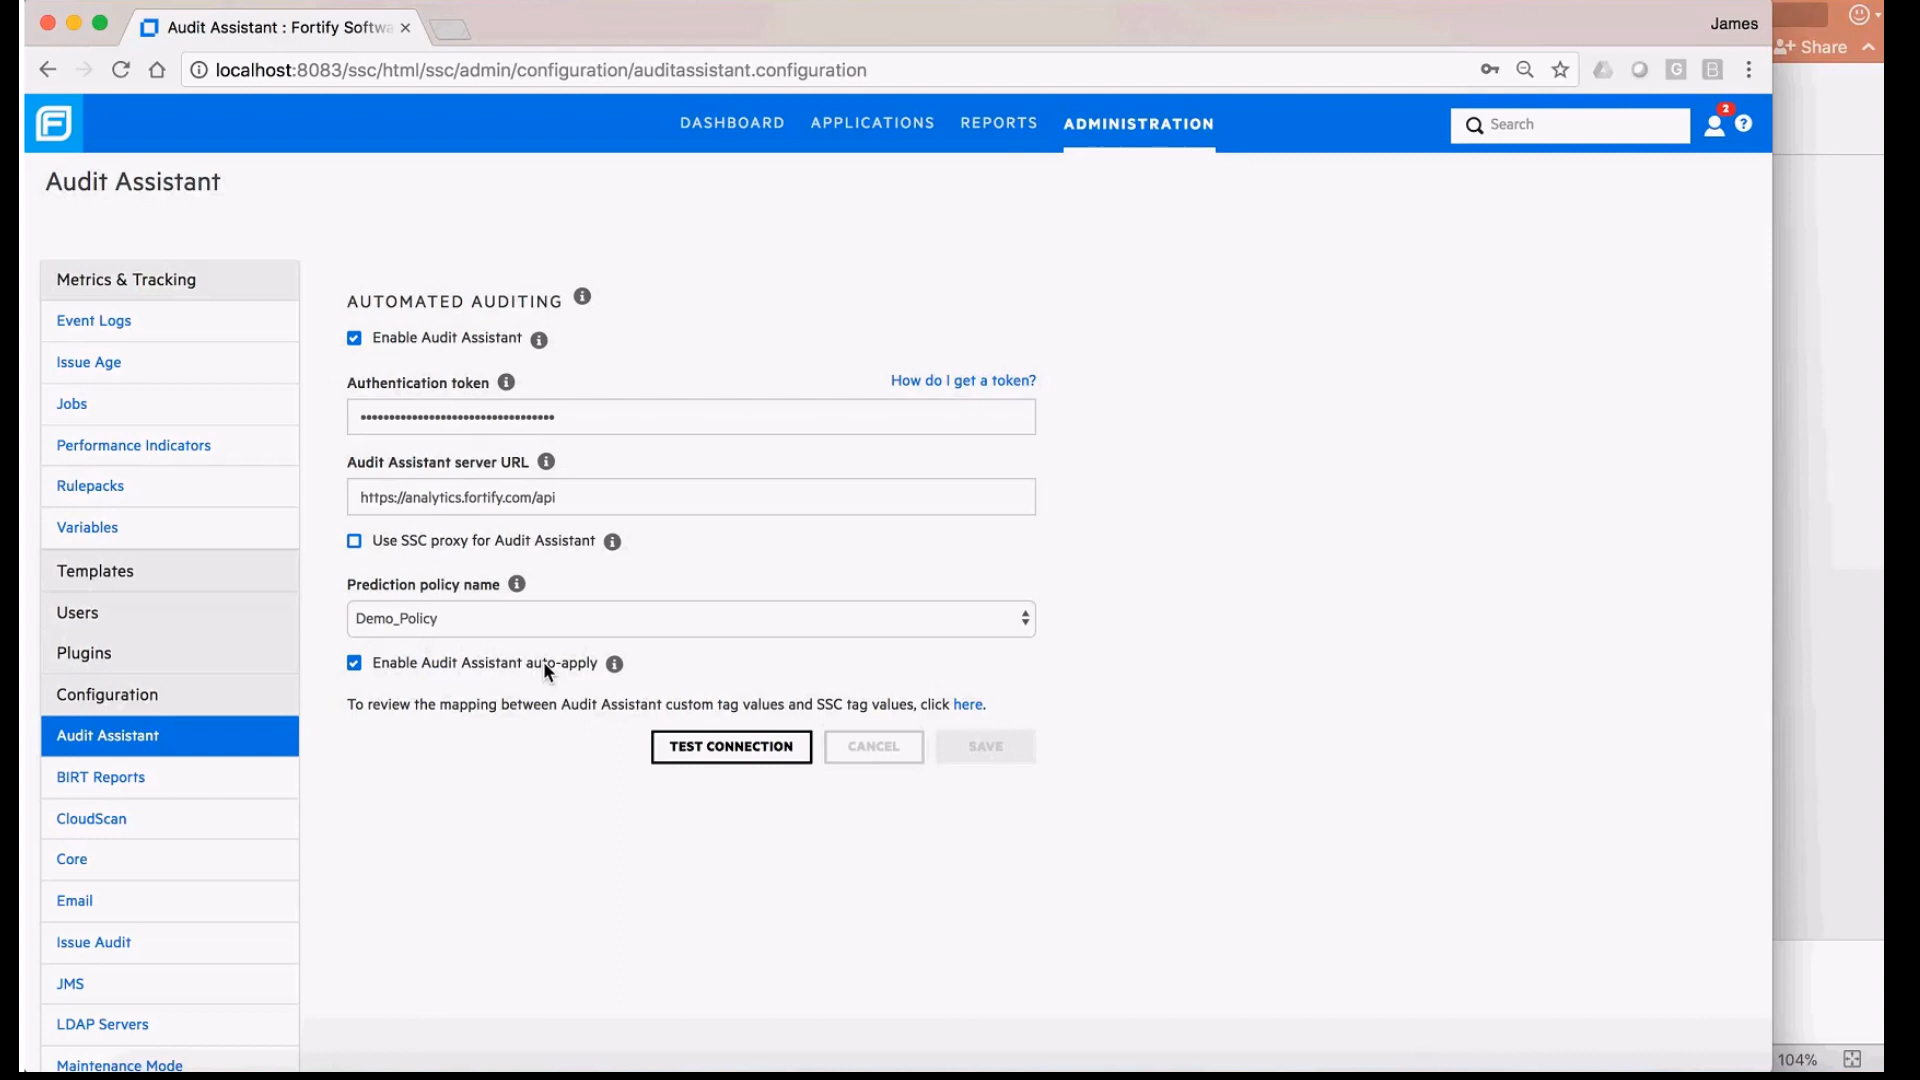 Audit Assistant : Fortify Softwa
James
Share
localhost:8083/ssc/html/ssc/admin/configuration/auditassistant.configuration
DASHBOARD
APPLICATIONS
REPORTS
ADMINISTRATION
Search
2
Audit Assistant
Metrics & Tracking
Event Logs
Issue Age
Jobs
Performance Indicators
Rulepacks
Variables
Templates
Users
Plugins
Configuration
Audit Assistant
BIRT Reports
CloudScan
Core
Email
Issue Audit
JMS
LDAP Servers
Maintenance Mode
AUTOMATED AUDITING
Enable Audit Assistant
Authentication token
How do I get a token?
••••••••••••••••••••••••••••••••••
Audit Assistant server URL
https://analytics.fortify.com/api
Use SSC proxy for Audit Assistant
Prediction policy name
Demo_Policy
Enable Audit Assistant auto-apply
To review the mapping between Audit Assistant custom tag values and SSC tag values, click here.
TEST CONNECTION
CANCEL
SAVE
104%